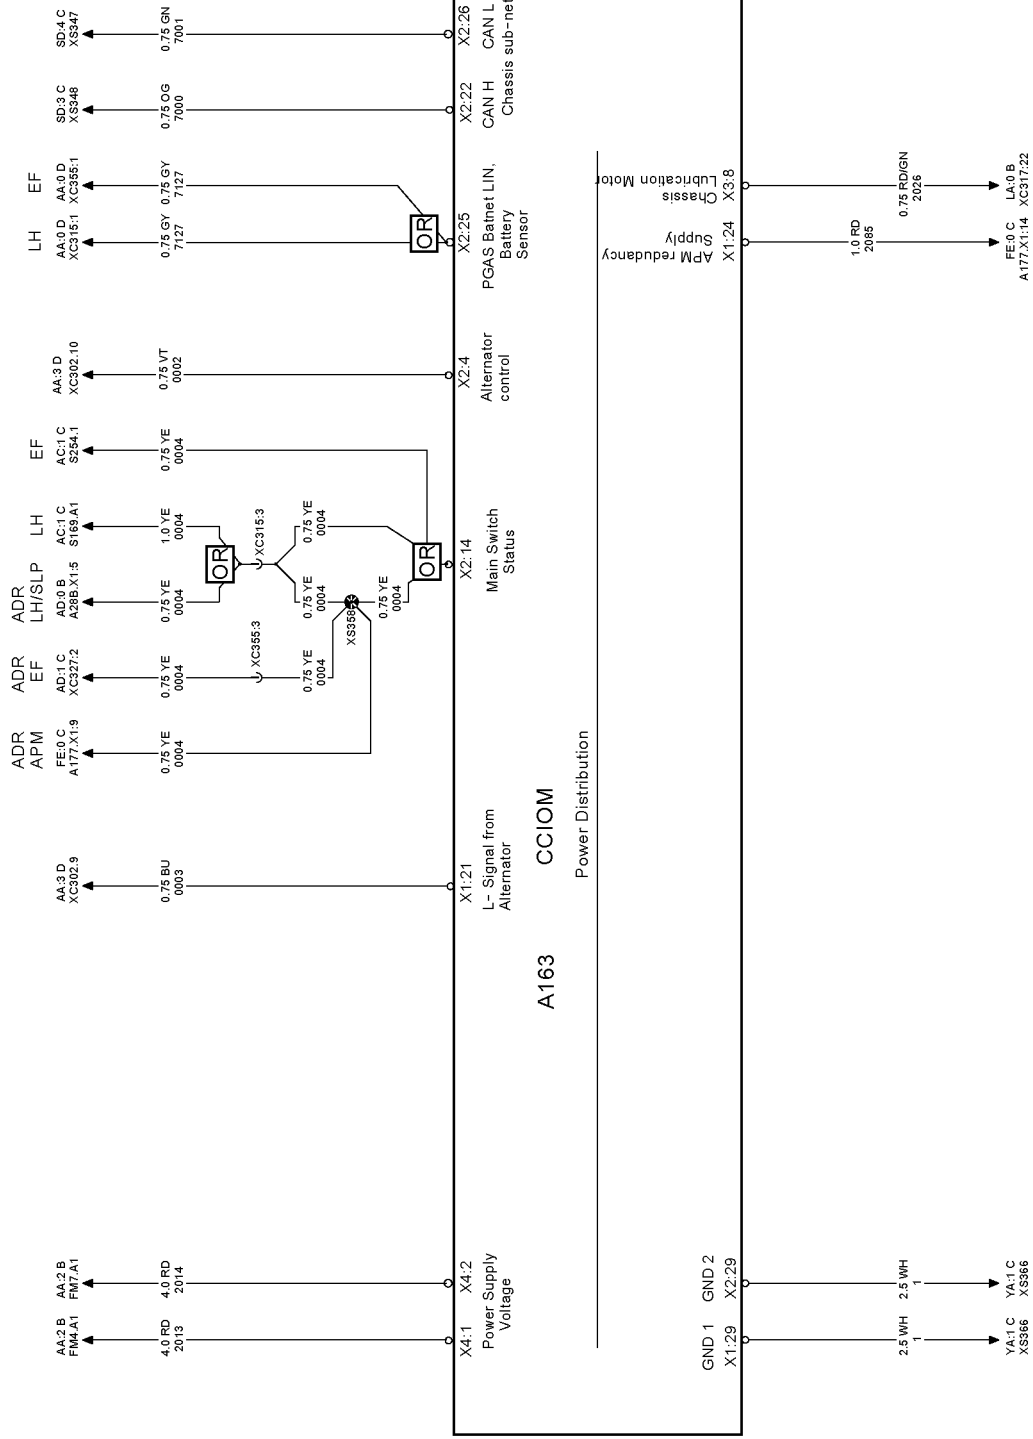 AA:2 B
FM4.A1
4.0 RD
2013
X4:1
AA:2 B
FM7.A1
4.0 RD
2014
X4:2
Power Supply
Voltage
AA:3 D
XC302.9
0.75 BU
0003
X1:21
L- Signal from
Alternator
ADR
APM
FE:0 C
A177.X1:9
0.75 YE
0004
ADR
EF
AD:1 C
XC327:2
0.75 YE
0004
XC355:3
0.75 YE
0004
ADR
LH/SLP
AD:0 B
A28B.X1:5
0.75 YE
0004
LH
AC:1 C
S169.A1
1.0 YE
0004
OR
XC315:3
0.75 YE
0004
0.75 YE
0004
XS358
0.75 YE
0004
EF
AC:1 C
S254.1
0.75 YE
0004
OR
X2:14
Main Switch
Status
AA:3 D
XC302.10
0.75 VT
0002
X2:4
Alternator
control
LH
AA:0 D
XC315:1
0.75 GY
7127
EF
AA:0 D
XC355:1
0.75 GY
7127
OR
X2:25
PGAS Batnet LIN,
Battery
Sensor
SD:3 C
XS348
0.75 OG
7000
X2:22
CAN H
SD:4 C
XS347
0.75 GN
7001
X2:26
CAN L
Chassis sub-net
A163
CCIOM
Power Distribution
GND 1
X1:29
2.5 WH
1
YA:1 C
XS366
GND 2
X2:29
2.5 WH
1
YA:1 C
XS366
APM redudancy
Supply
X1:24
1.0 RD
2085
FE:0 C
A177.X1:14
Chassis
Lubrication Motor
X3:8
0.75 RD/GN
2026
LA:0 B
XC317:22